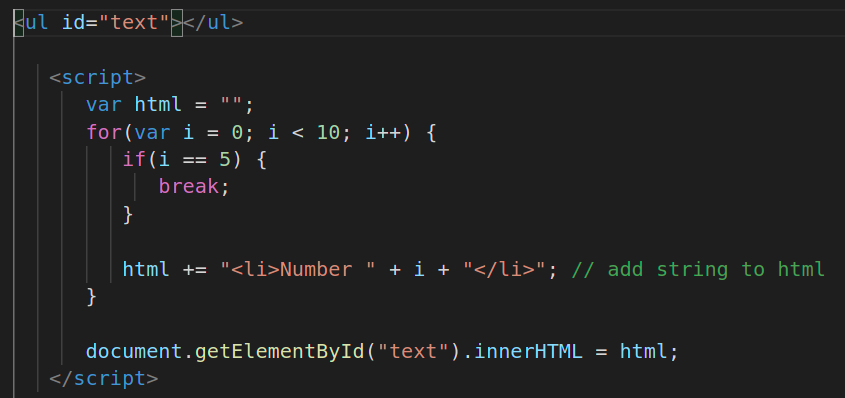 <ul id="text"></ul>
<script>
var html = "";
for(var i = 0; i < 10; i++) {
if(i == 5) {
break;
}
html += "<li>Number " + i + "</li>"; // add string to html
}
document.getElementById("text").innerHTML = html;
</script>